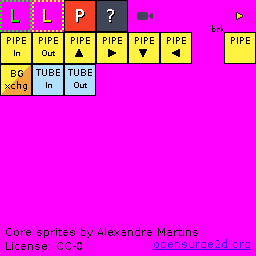 L L P ?
brk
PIPE PIPE PIPE PIPE PIPE PIPE PIPE
In Out
BG TUBE TUBE
xchg In Out
Core sprites by Alexandre Martins
License: CC-0 opensurge2d.org